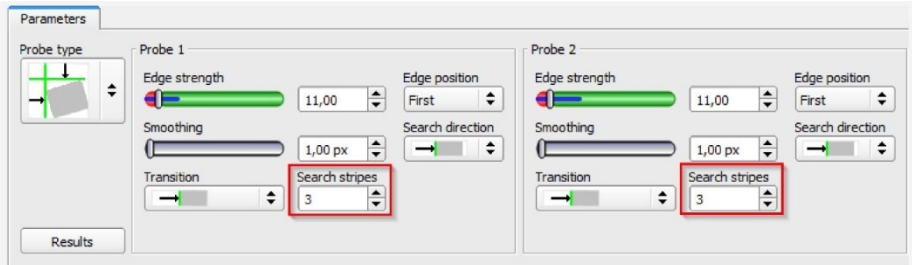 Parameters
Probe type
Probe 1
Edge strength
11,00
Edge position
First
Smoothing
1,00 px
Search direction
Transition
Search stripes
3
Results
Probe 2
Edge strength
11,00
Edge position
First
Smoothing
1,00 px
Search direction
Transition
Search stripes
3